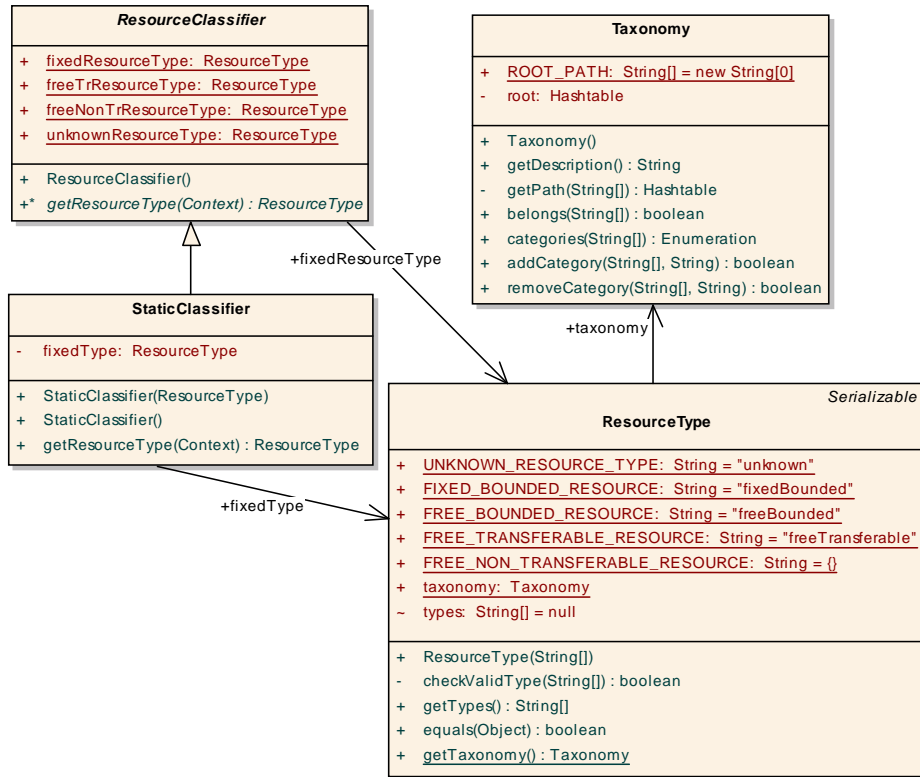 ResourceClassifier
+ fixedResourceType: ResourceType
+ freeTrResourceType: ResourceType
+ freeNonTrResourceType: ResourceType
+ unknownResourceType: ResourceType
+ ResourceClassifier()
+* getResourceType(Context) : ResourceType
Taxonomy
+ ROOT_PATH: String[] = new String[0]
- root: Hashtable
+ Taxonomy()
+ getDescription() : String
- getPath(String[]) : Hashtable
+ belongs(String[]) : boolean
+ categories(String[]) : Enumeration
+ addCategory(String[], String) : boolean
+ removeCategory(String[], String) : boolean
+fixedResourceType
StaticClassifier
- fixedType: ResourceType
+ StaticClassifier(ResourceType)
+ StaticClassifier()
+ getResourceType(Context) : ResourceType
+taxonomy
+fixedType
Serializable
ResourceType
+ UNKNOWN_RESOURCE_TYPE: String = "unknown"
+ FIXED_BOUNDED_RESOURCE: String = "fixedBounded"
+ FREE_BOUNDED_RESOURCE: String = "freeBounded"
+ FREE_TRANSFERABLE_RESOURCE: String = "freeTransferable"
+ FREE_NON_TRANSFERABLE_RESOURCE: String = {}
+ taxonomy: Taxonomy
~ types: String[] = null
+ ResourceType(String[])
- checkValidType(String[]) : boolean
+ getTypes() : String[]
+ equals(Object) : boolean
+ getTaxonomy() : Taxonomy